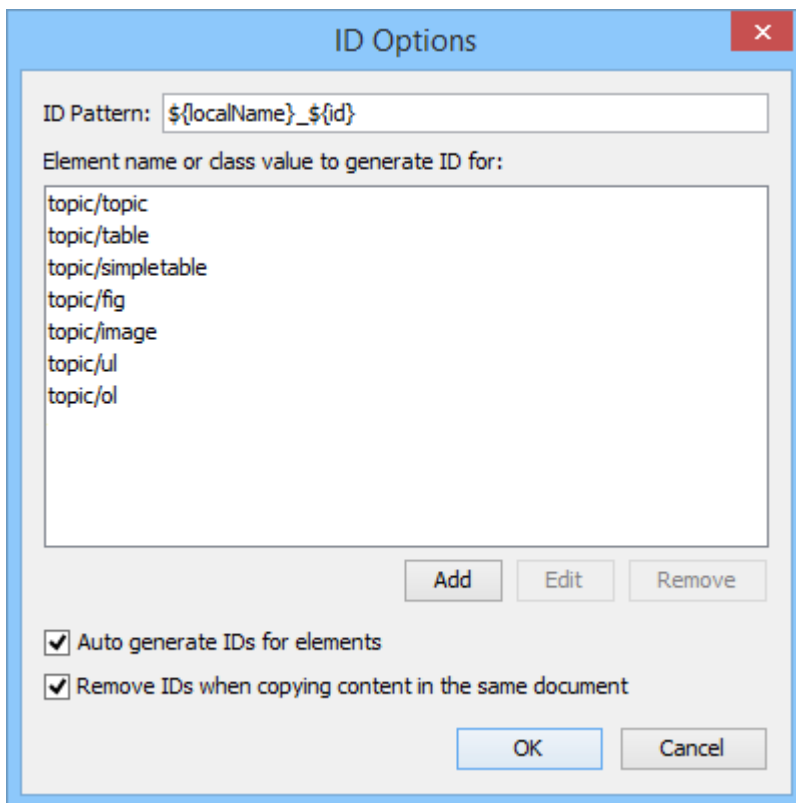 ID Options
ID Pattern: ${localName}_${id}
Element name or class value to generate ID for:
topic/topic
topic/table
topic/simpletable
topic/fig
topic/image
topic/ul
topic/ol
Add Edit Remove
Auto generate IDs for elements
Remove IDs when copying content in the same document
OK Cancel